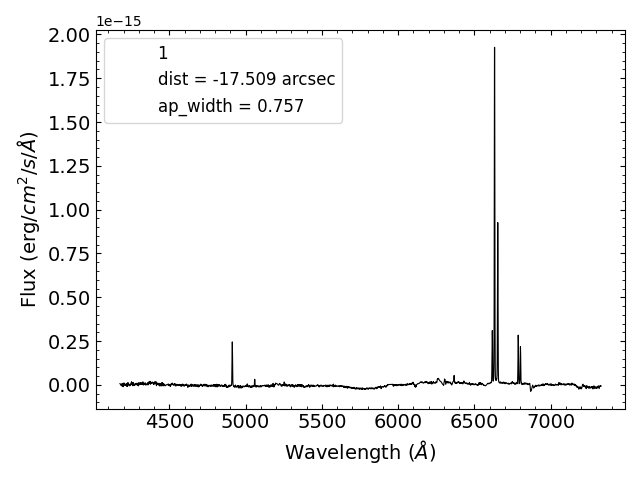 1e−15
1
dist = -17.509 arcsec
ap_width = 0.757
2.00
1.75
1.50
1.25
1.00
0.75
0.50
0.25
0.00
Flux (erg/cm²/s/Å)
4500 5000 5500 6000 6500 7000
Wavelength (Å)